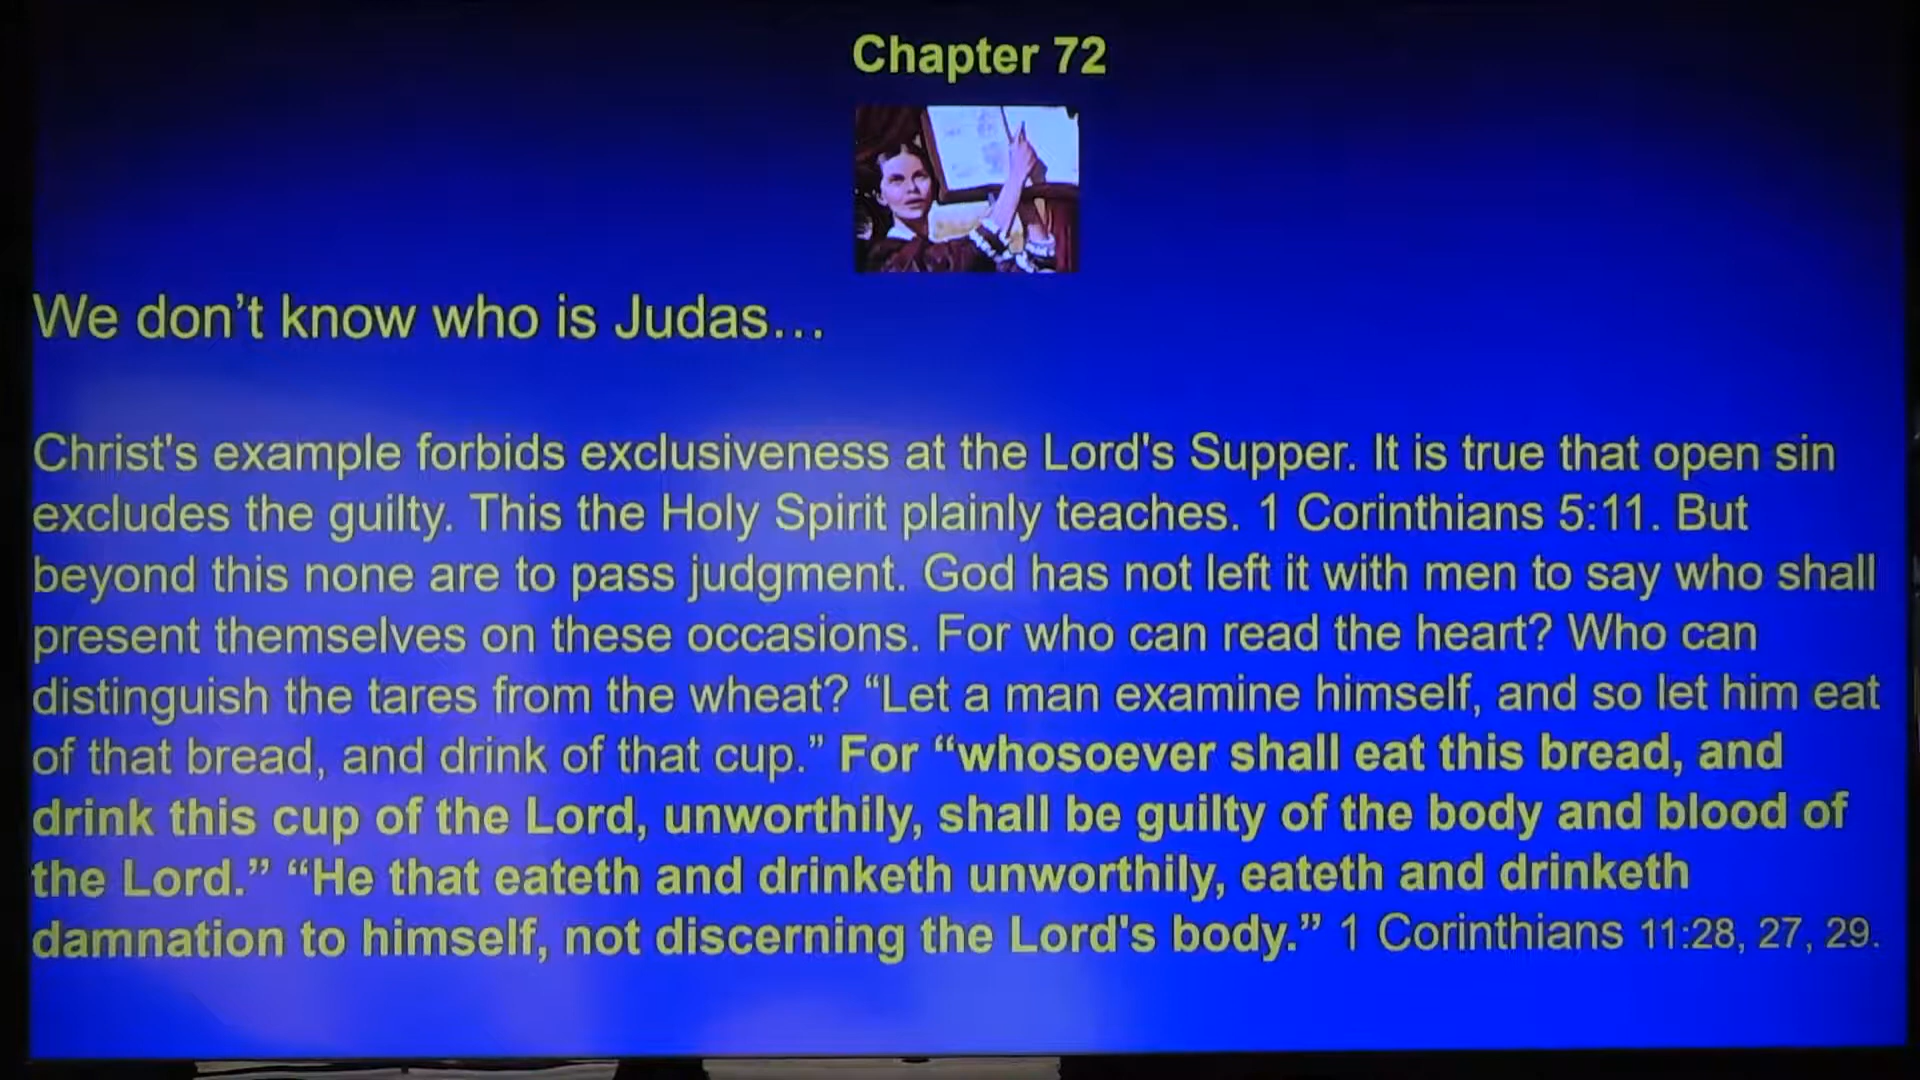 Chapter 72
We don’t know who is Judas…
Christ's example forbids exclusiveness at the Lord's Supper. It is true that open sin
excludes the guilty. This the Holy Spirit plainly teaches. 1 Corinthians 5:11. But
beyond this none are to pass judgment. God has not left it with men to say who shall
present themselves on these occasions. For who can read the heart? Who can
distinguish the tares from the wheat? “Let a man examine himself, and so let him eat
of that bread, and drink of that cup.” For “whosoever shall eat this bread, and
drink this cup of the Lord, unworthily, shall be guilty of the body and blood of
the Lord.” “He that eateth and drinketh unworthily, eateth and drinketh
damnation to himself, not discerning the Lord's body.” 1 Corinthians 11:28, 27, 29.